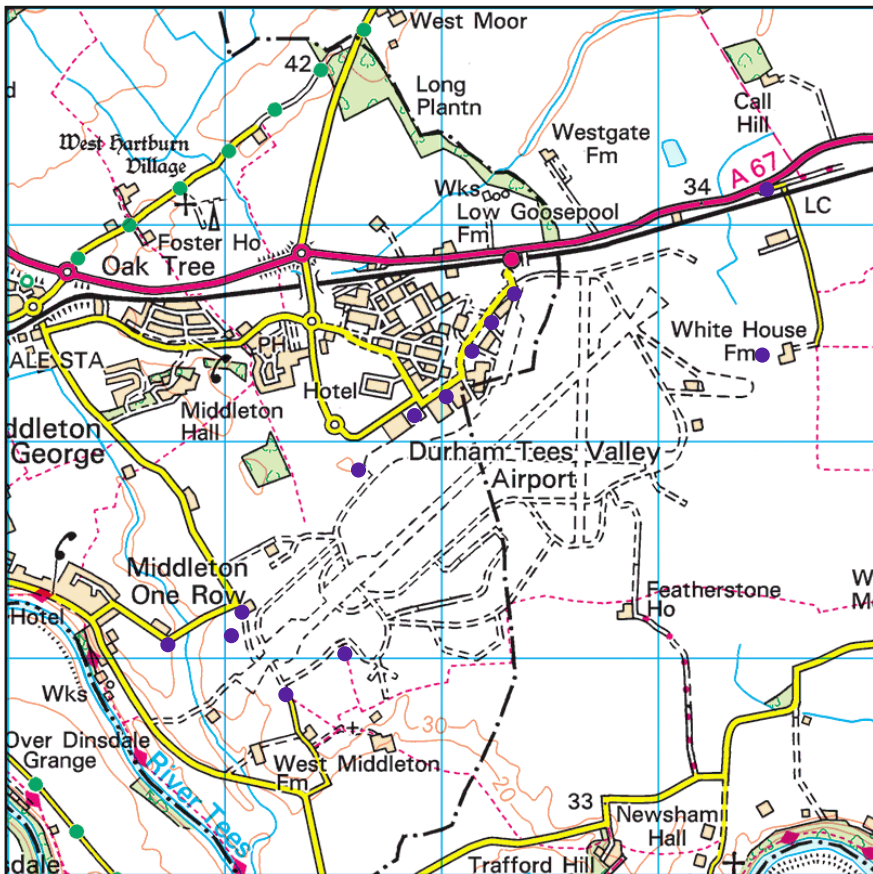 West Moor
42
Long
Plantn
Call
Hill
West Hartburn
Village
Westgate
Fm
Wks
34
A 67
LC
Low Goosepool
Fm
Foster Ho
Oak Tree
White House
Fm
ALE STA
PH
Hotel
Middleton
Hall
ddleton
George
Durham Tees Valley
Airport
Middleton
One Row
Featherstone
Ho
W
Hotel
Wks
30
Over Dinsdale
Grange
River Tees
West Middleton
Fm
20
33
Newsham
Hall
Trafford Hill
sdale